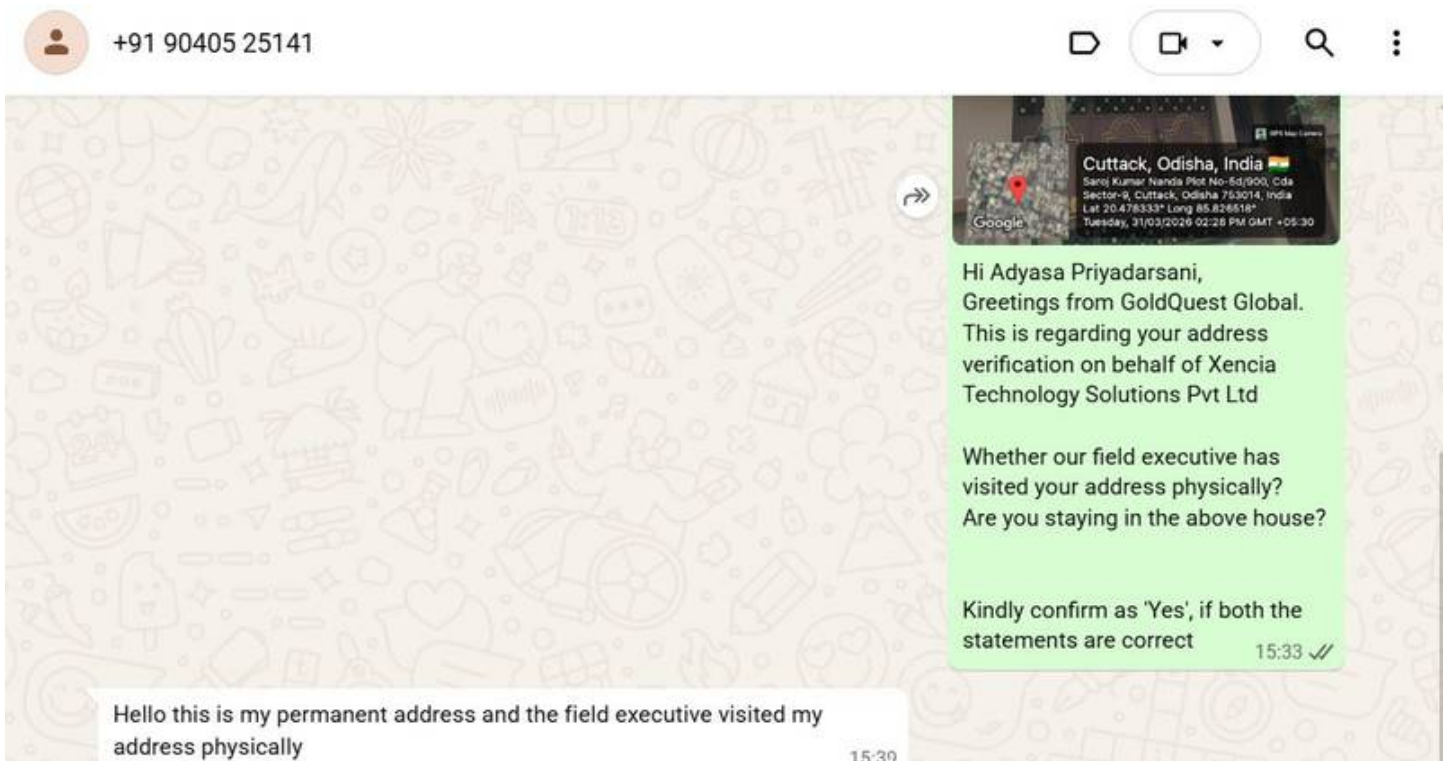 +91 90405 25141
GPS Map Camera
Cuttack, Odisha, India
Saroj Kumar Nanda Plot No-6d/900, Cda
Sector-9, Cuttack, Odisha 753014, India
Lat 20.478333° Long 85.826518°
Tuesday, 31/03/2026 02:28 PM GMT +05:30
Google
Hi Adyasa Priyadarsani,
Greetings from GoldQuest Global.
This is regarding your address
verification on behalf of Xencia
Technology Solutions Pvt Ltd
Whether our field executive has
visited your address physically?
Are you staying in the above house?
Kindly confirm as 'Yes', if both the
statements are correct
15:33
Hello this is my permanent address and the field executive visited my
address physically
15:39